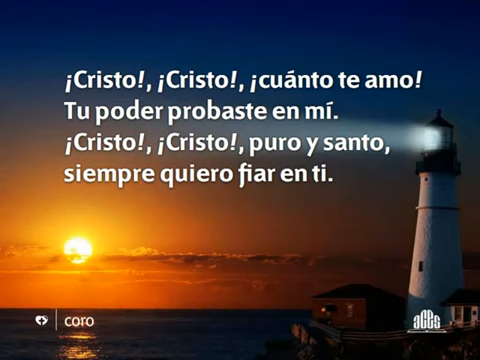 ¡Cristo!, ¡Cristo!, ¡cuánto te amo!
Tu poder probaste en mí.
¡Cristo!, ¡Cristo!, puro y santo,
siempre quiero fiar en ti.
coro
aces